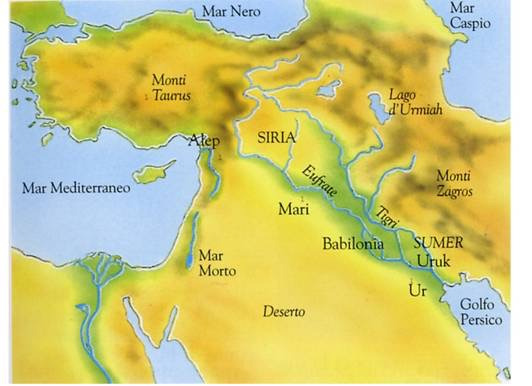 Mar Nero
Mar
Caspio
Monti
Taurus
Lago
d'Urmiah
Alep
SIRIA
Eufrate
Monti
Zagros
Mar Mediterraneo
Mari
Tigri
Babilonia
SUMER
Uruk
Mar
Morto
Ur
Golfo
Persico
Deserto